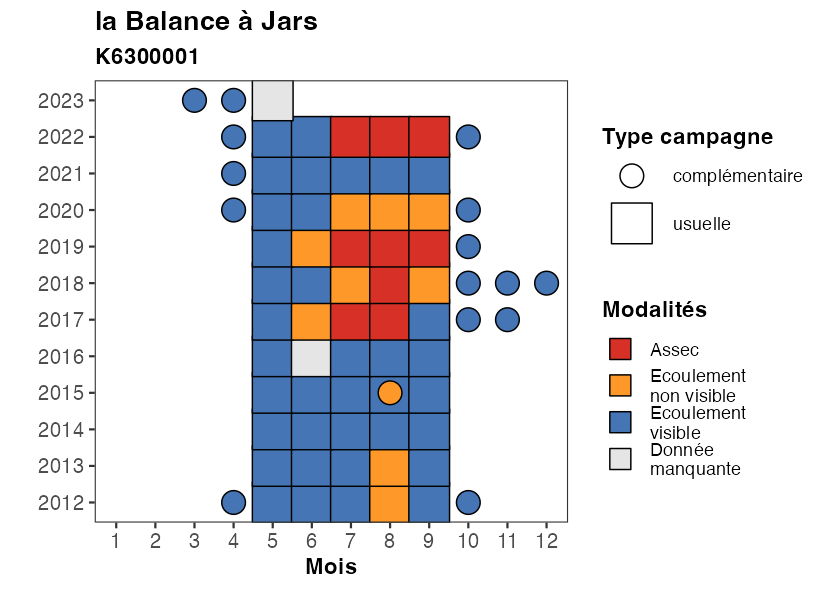 la Balance à Jars
K6300001
2023
2022
2021
2020
2019
2018
2017
2016
2015
2014
2013
2012
1 2 3 4 5 6 7 8 9 10 11 12
Mois
Type campagne
complémentaire
usuelle
Modalités
Assec
Ecoulement
non visible
Ecoulement
visible
Donnée
manquante